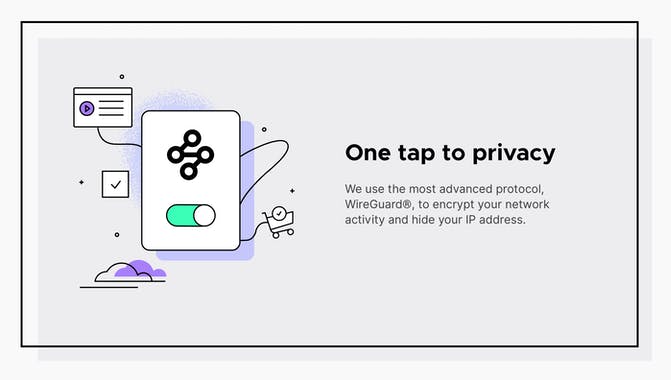 One tap to privacy
We use the most advanced protocol,
WireGuard®, to encrypt your network
activity and hide your IP address.